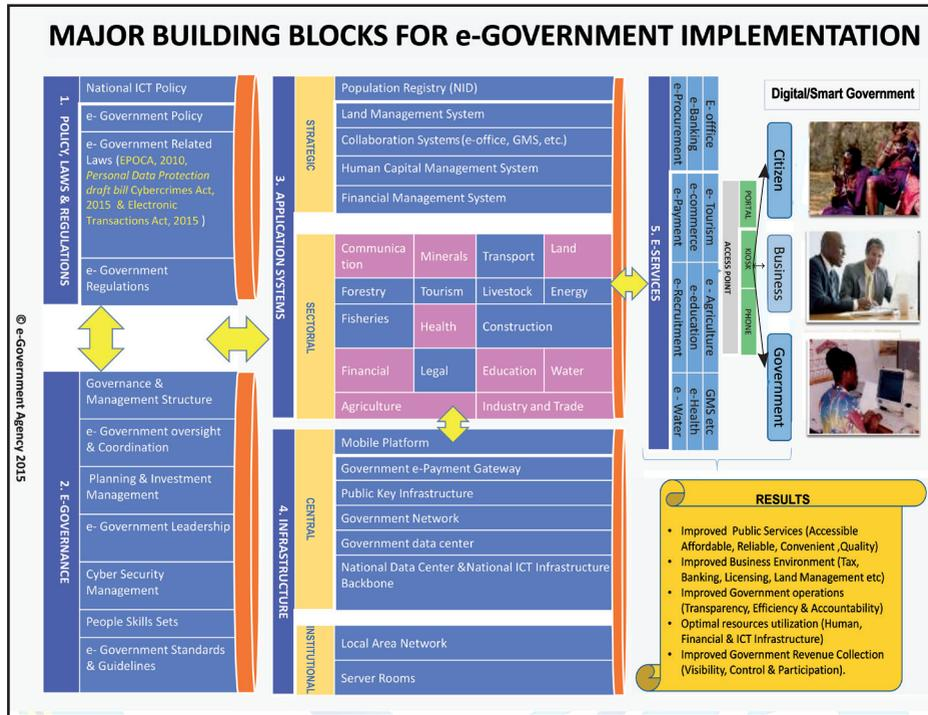 MAJOR BUILDING BLOCKS FOR e-GOVERNMENT IMPLEMENTATION
1. POLICY, LAWS & REGULATIONS
National ICT Policy
e- Government Policy
e- Government Related
Laws (EPOCA, 2010,
Personal Data Protection
draft bill Cybercrimes Act,
2015 & Electronic
Transactions Act, 2015 )
e- Government
Regulations
2. E-GOVERNANCE
Governance &
Management Structure
e- Government oversight
& Coordination
Planning & Investment
Management
e- Government Leadership
Cyber Security
Management
People Skills Sets
e- Government Standards
& Guidelines
3. APPLICATION SYSTEMS
STRATEGIC
Population Registry (NID)
Land Management System
Collaboration Systems(e-office, GMS, etc.)
Human Capital Management System
Financial Management System
SECTORIAL
Communica
tion
Minerals
Transport
Land
Forestry
Tourism
Livestock
Energy
Fisheries
Health
Construction
Financial
Legal
Education
Water
Agriculture
Industry and Trade
4. INFRASTRUCTURE
CENTRAL
Mobile Platform
Government e-Payment Gateway
Public Key Infrastructure
Government Network
Government data center
National Data Center &National ICT Infrastructure
Backbone
INSTITUTIONAL
Local Area Network
Server Rooms
5. E-SERVICES
E- offfice
e-Banking
e-Procurement
e- Tourism
e-commerce
e-Payment
e - Agriculture
e-education
e-Recruitment
GMS etc
e-Health
e - Water
ACCESS POINT
PORTAL
KIOSK
PHONE
Digital/Smart Government
Citizen
Business
Government
RESULTS
• Improved Public Services (Accessible
Affordable, Reliable, Convenient ,Quality)
• Improved Business Environment (Tax,
Banking, Licensing, Land Management etc)
• Improved Government operations
(Transparency, Efficiency & Accountability)
• Optimal resources utilization (Human,
Financial & ICT Infrastructure)
• Improved Government Revenue Collection
(Visibility, Control & Participation).
© e-Government Agency 2015